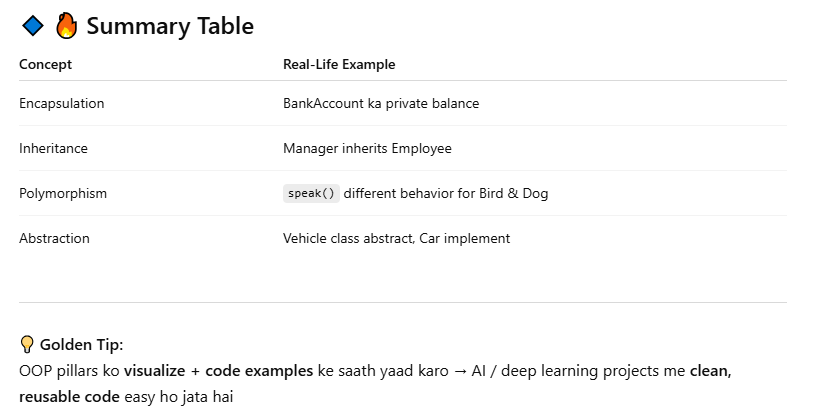 🔷 🔥 Summary Table
Concept Real-Life Example
Encapsulation BankAccount ka private balance
Inheritance Manager inherits Employee
Polymorphism speak() different behavior for Bird & Dog
Abstraction Vehicle class abstract, Car implement
💡 Golden Tip:
OOP pillars ko visualize + code examples ke saath yaad karo → AI / deep learning projects me clean,
reusable code easy ho jata hai